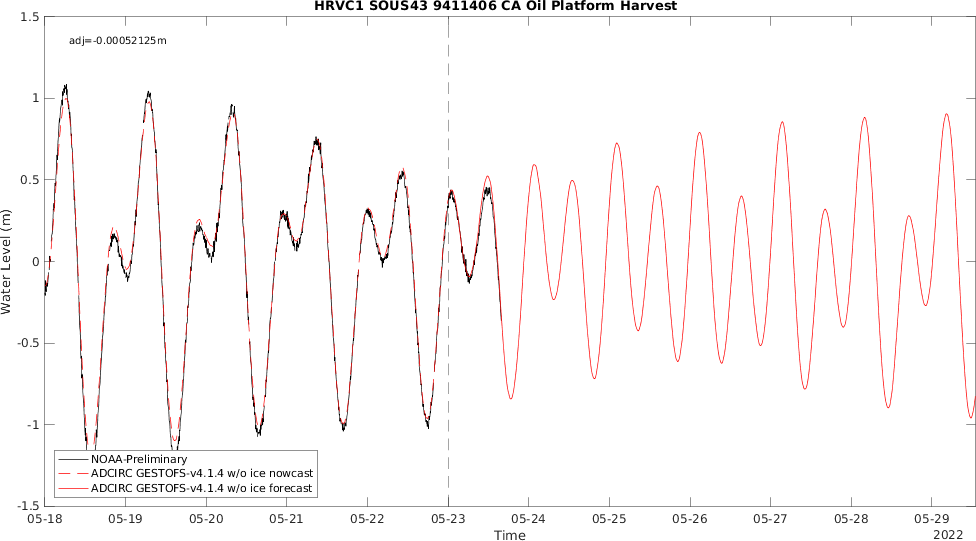 HRVC1 SOUS43 9411406 CA Oil Platform Harvest
adj=-0.00052125m
Water Level (m)
1.5
1
0.5
0
-0.5
-1
-1.5
NOAA-Preliminary
ADCIRC GESTOFS-v4.1.4 w/o ice nowcast
ADCIRC GESTOFS-v4.1.4 w/o ice forecast
05-18 05-19 05-20 05-21 05-22 05-23 05-24 05-25 05-26 05-27 05-28 05-29
Time
2022